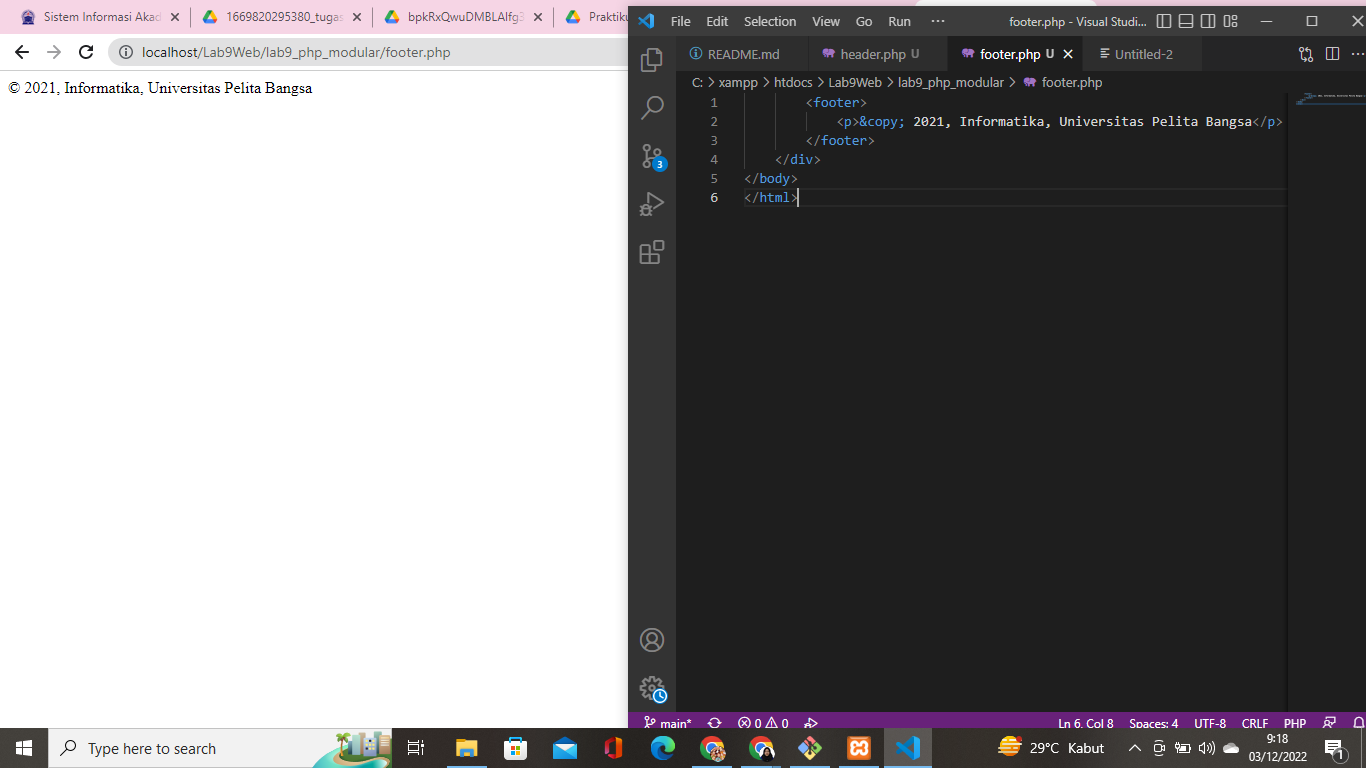 Sistem Informasi Akad
1669820295380_tugas
bpkRxQwuDMBLAlfg3
Praktiku
localhost/Lab9Web/lab9_php_modular/footer.php
© 2021, Informatika, Universitas Pelita Bangsa
File Edit Selection View Go Run ··· footer.php - Visual Studi...
README.md header.php U footer.php U Untitled-2
C: > xampp > htdocs > Lab9Web > lab9_php_modular > footer.php
1 <footer>
2 <p>&copy; 2021, Informatika, Universitas Pelita Bangsa</p>
3 </footer>
4 </div>
5 </body>
6 </html>
3
main* 0 0 Ln 6, Col 8 Spaces: 4 UTF-8 CRLF PHP
Type here to search
29°C Kabut
9:18
03/12/2022
1